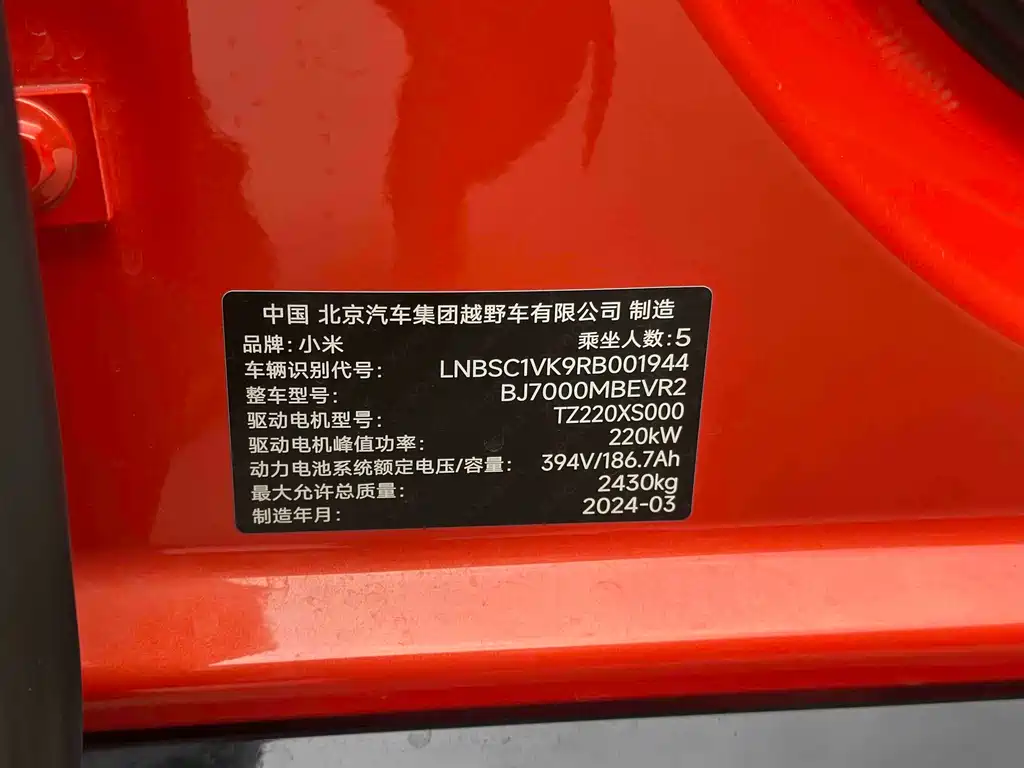 中国 北京汽车集团越野车有限公司 制造
品牌:小米 乘坐人数:5
车辆识别代号: LNBSC1VK9RB001944
整车型号: BJ7000MBEVR2
驱动电机型号: TZ220XS000
驱动电机峰值功率: 220kW
动力电池系统额定电压/容量: 394V/186.7Ah
最大允许总质量: 2430kg
制造年月: 2024-03